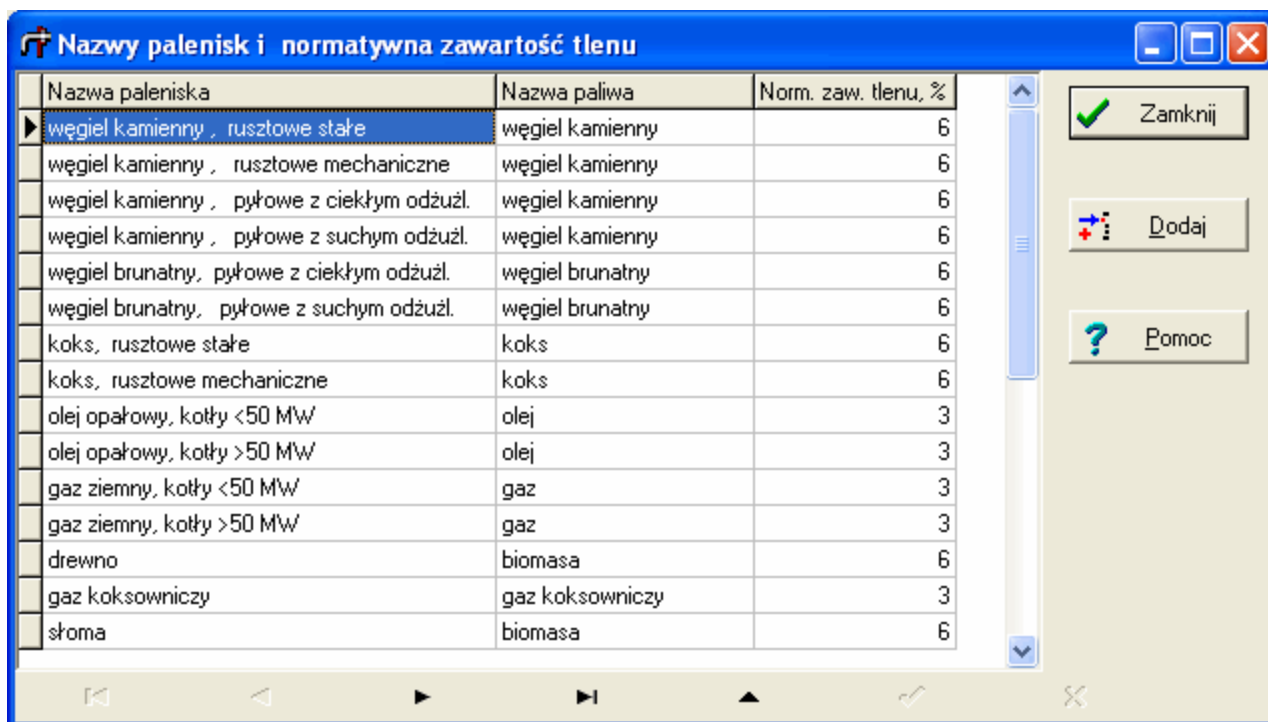 Nazwy palenisk i normatywna zawartość tlenu
Nazwa paleniska Nazwa paliwa Norm. zaw. tlenu, %
węgiel kamienny , rusztowe stałe węgiel kamienny 6
węgiel kamienny , rusztowe mechaniczne węgiel kamienny 6
węgiel kamienny , pyłowe z ciekłym odżużl. węgiel kamienny 6
węgiel kamienny , pyłowe z suchym odżużl. węgiel kamienny 6
węgiel brunatny, pyłowe z ciekłym odżużl. węgiel brunatny 6
węgiel brunatny, pyłowe z suchym odżużl. węgiel brunatny 6
koks, rusztowe stałe koks 6
koks, rusztowe mechaniczne koks 6
olej opałowy, kotły <50 MW olej 3
olej opałowy, kotły >50 MW olej 3
gaz ziemny, kotły <50 MW gaz 3
gaz ziemny, kotły >50 MW gaz 3
drewno biomasa 6
gaz koksowniczy gaz koksowniczy 3
słoma biomasa 6
Zamknij
Dodaj
Pomoc